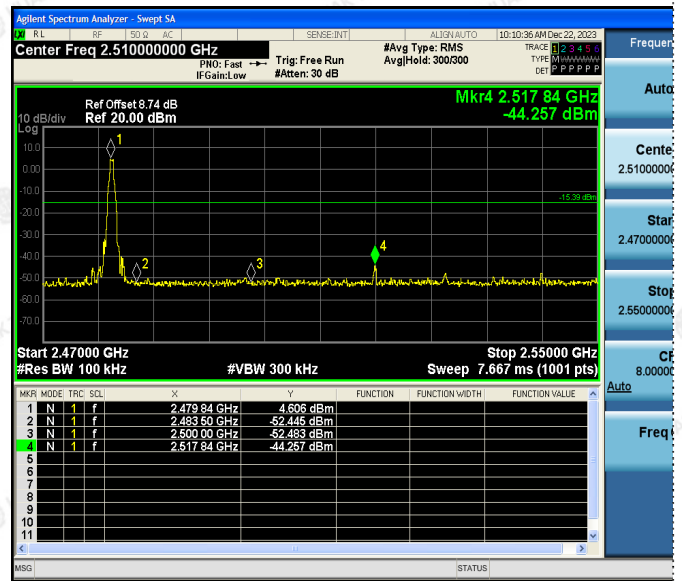 Agilent Spectrum Analyzer - Swept SA
LXI RL RF 50 Ω AC SENSE:INT ALIGN AUTO 10:10:36 AM Dec 22, 2023
Center Freq 2.510000000 GHz #Avg Type: RMS TRACE 1 2 3 4 5 6
PNO: Fast Trig: Free Run Avg|Hold: 300/300 TYPE M WWWWW
IFGain:Low #Atten: 30 dB DET P P P P P P
Frequen
Auto
Mkr4 2.517 84 GHz
-44.257 dBm
Ref Offset 8.74 dB
10 dB/div Ref 20.00 dBm
Log
10.0
0.00
-10.0
-20.0
-30.0
-40.0
-50.0
-60.0
-70.0
1
2
3
4
-15.39 dBm
Start 2.47000 GHz Stop 2.55000 GHz
#Res BW 100 kHz #VBW 300 kHz Sweep 7.667 ms (1001 pts)
Cente
2.51000000
Star
2.47000000
Stop
2.55000000
CF
8.00000
Auto
Freq
MKR MODE TRC SCL X Y FUNCTION FUNCTION WIDTH FUNCTION VALUE
1 N 1 f 2.479 84 GHz 4.606 dBm
2 N 1 f 2.483 50 GHz -52.445 dBm
3 N 1 f 2.500 00 GHz -52.483 dBm
4 N 1 f 2.517 84 GHz -44.257 dBm
5
6
7
8
9
10
11
MSG STATUS